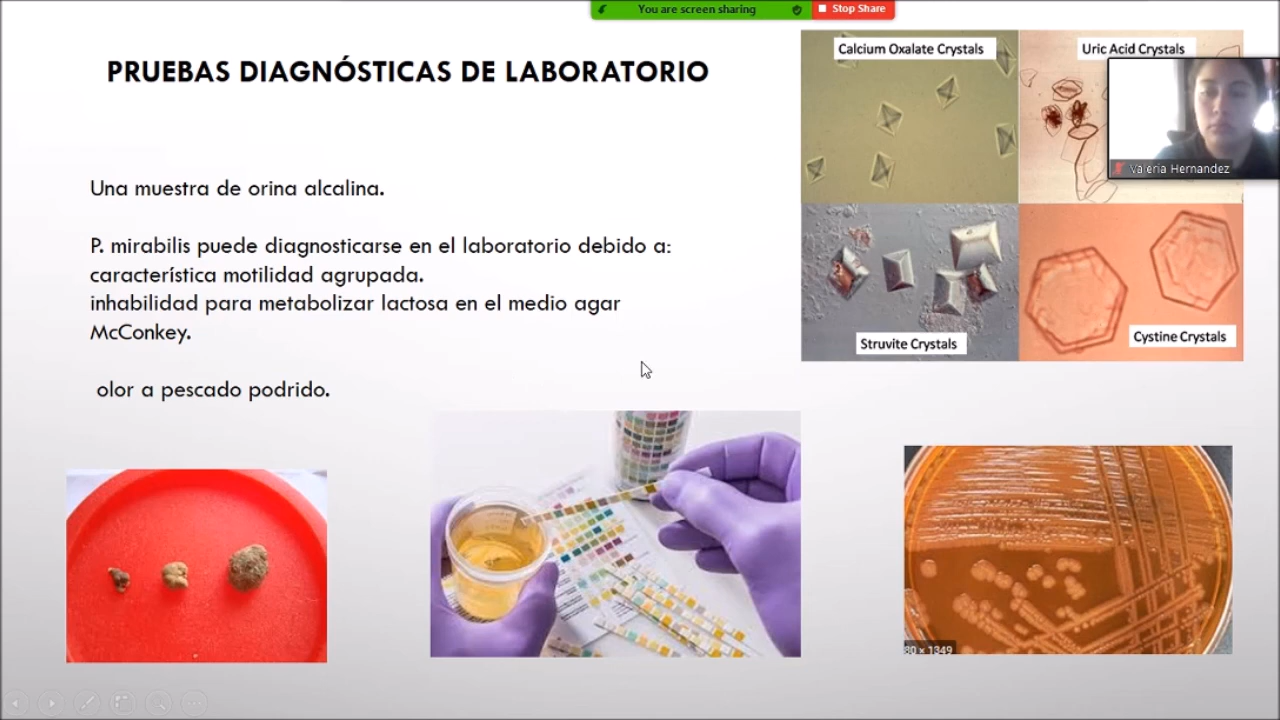 You are screen sharing
Stop Share
PRUEBAS DIAGNÓSTICAS DE LABORATORIO
Calcium Oxalate Crystals
Uric Acid Crystals
Valeria Hernandez
Una muestra de orina alcalina.
P. mirabilis puede diagnosticarse en el laboratorio debido a:
característica motilidad agrupada.
inhabilidad para metabolizar lactosa en el medio agar
McConkey.
olor a pescado podrido.
Struvite Crystals
Cystine Crystals
80 × 1349